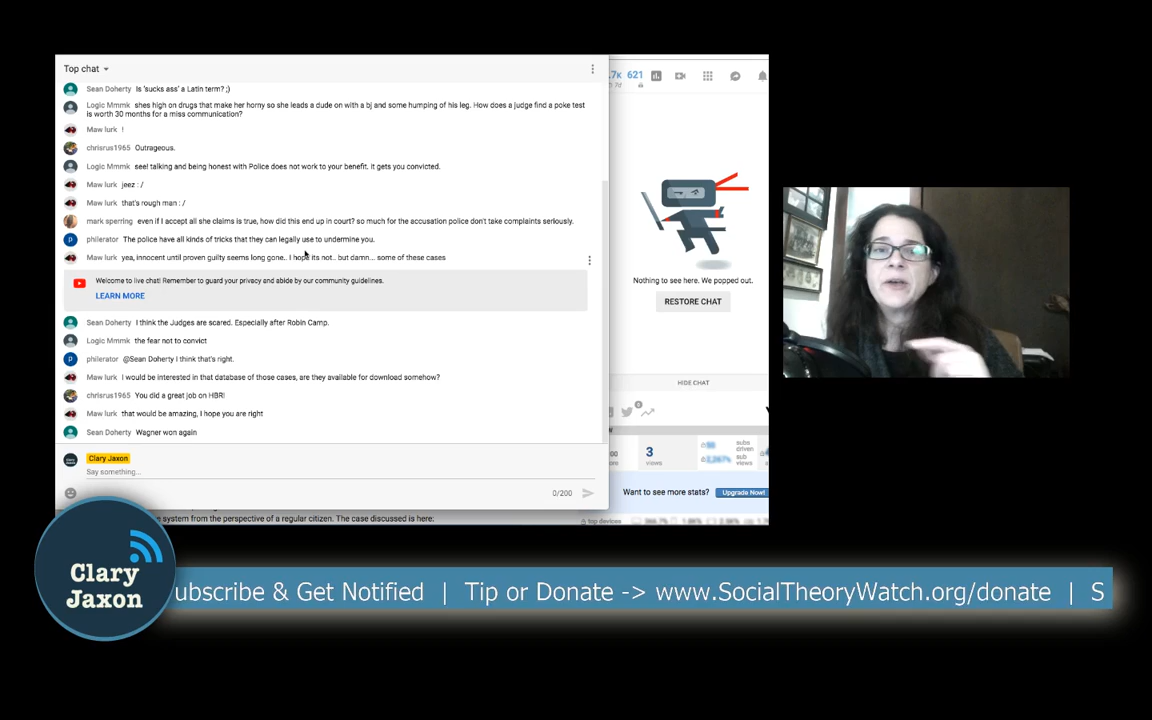 Top chat
Sean Doherty Is 'sucks ass' a Latin term? ;)
Logic Mmmk shes high on drugs that make her horny so she leads a dude on with a bj and some humping of his leg. How does a judge find a poke test
is worth 30 months for a miss communication?
Maw lurk !
chrisrus1965 Outrageous.
Logic Mmmk see! talking and being honest with Police does not work to your benefit. It gets you convicted.
Maw lurk jeez : /
Maw lurk that's rough man : /
mark sperring even if I accept all she claims is true, how did this end up in court? so much for the accusation police don't take complaints seriously.
philerator The police have all kinds of tricks that they can legally use to undermine you.
Maw lurk yea, innocent until proven guilty seems long gone.. I hope its not.. but damn... some of these cases
Welcome to live chat! Remember to guard your privacy and abide by our community guidelines.
LEARN MORE
Sean Doherty I think the Judges are scared. Especially after Robin Camp.
Logic Mmmk the fear not to convict
philerator @Sean Doherty I think that's right.
Maw lurk I would be interested in that database of those cases, are they available for download somehow?
chrisrus1965 You did a great job on HBR!
Maw lurk that would be amazing, I hope you are right
Sean Doherty Wagner won again
Clary Jaxon
Say something...
0/200
e system from the perspective of a regular citizen. The case discussed is here:
.7K 621
7d
Nothing to see here. We popped out.
RESTORE CHAT
HIDE CHAT
3
views
subs
driven
sub
views
Want to see more stats? Upgrade Now!
top devices
Clary
Jaxon
ubscribe & Get Notified | Tip or Donate -> www.SocialTheoryWatch.org/donate | S